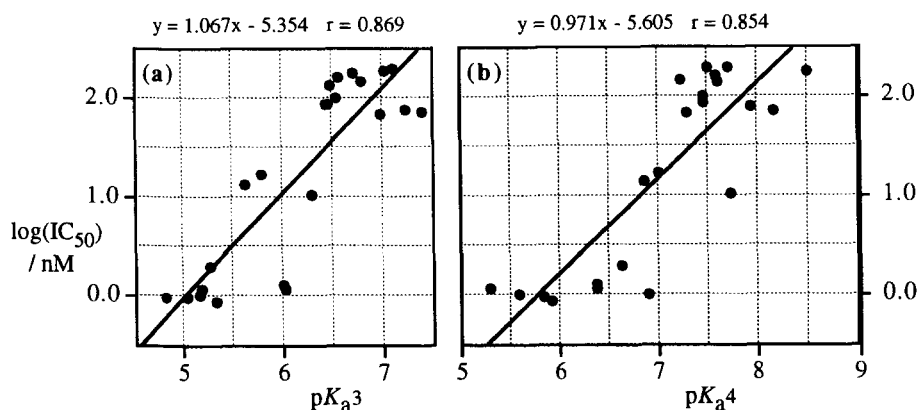 y = 1.067x - 5.354 r = 0.869
y = 0.971x - 5.605 r = 0.854
(a)
(b)
2.0
1.0
0.0
log(IC50)
/ nM
2.0
1.0
0.0
5 6 7
5 6 7 8 9
pKa3
pKa4